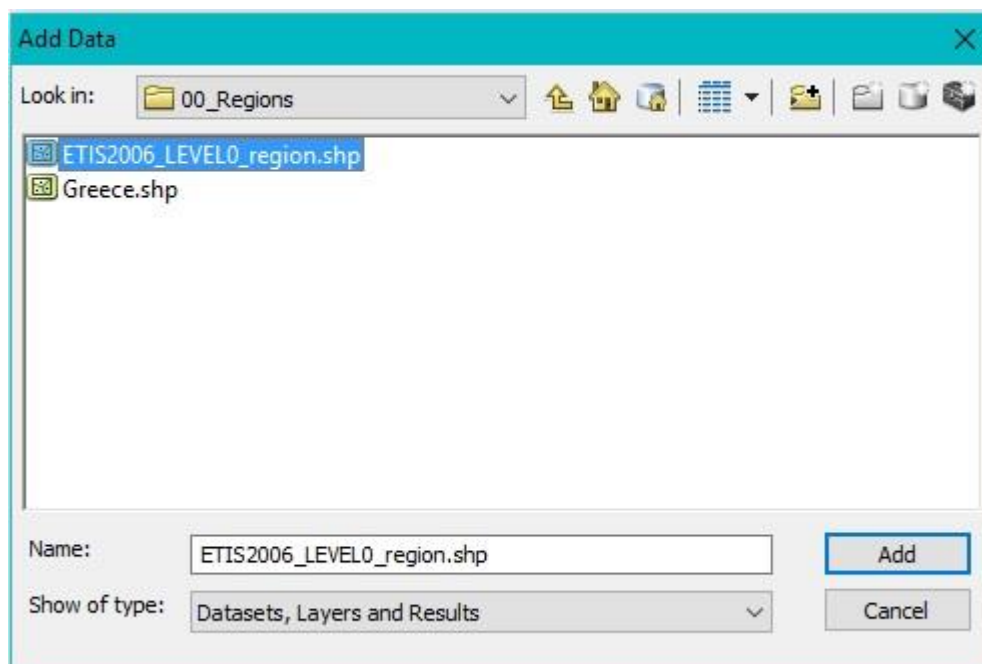 Add Data
Look in: 00_Regions
ETIS2006_LEVEL0_region.shp
Greece.shp
Name: ETIS2006_LEVEL0_region.shp
Add
Show of type: Datasets, Layers and Results
Cancel